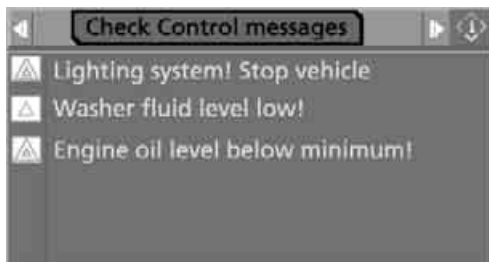 Check Control messages
Lighting system! Stop vehicle
Washer fluid level low!
Engine oil level below minimum!